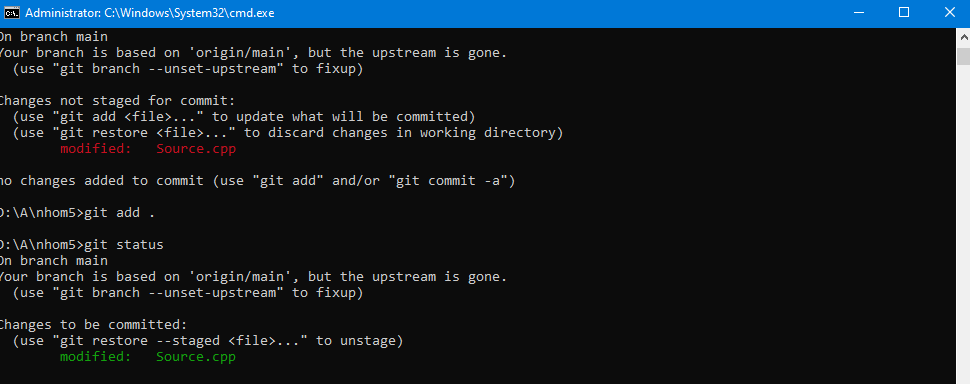 Administrator: C:\Windows\System32\cmd.exe
On branch main
Your branch is based on 'origin/main', but the upstream is gone.
  (use "git branch --unset-upstream" to fixup)

Changes not staged for commit:
  (use "git add <file>..." to update what will be committed)
  (use "git restore <file>..." to discard changes in working directory)
        modified:   Source.cpp

no changes added to commit (use "git add" and/or "git commit -a")

D:\A\nhom5>git add .

D:\A\nhom5>git status
On branch main
Your branch is based on 'origin/main', but the upstream is gone.
  (use "git branch --unset-upstream" to fixup)

Changes to be committed:
  (use "git restore --staged <file>..." to unstage)
        modified:   Source.cpp